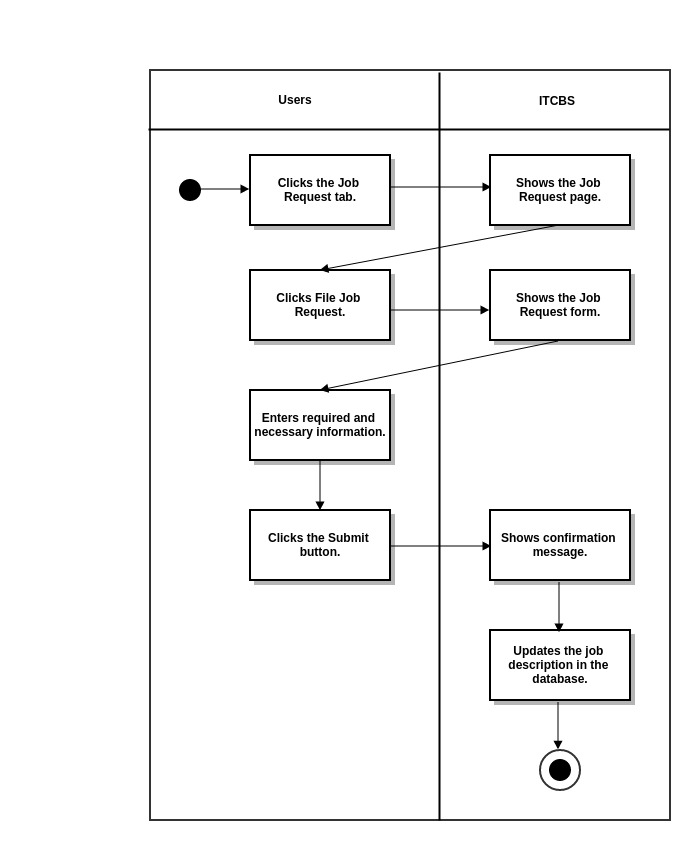 Users
ITCBS
Clicks the Job
Request tab.
Shows the Job
Request page.
Clicks File Job
Request.
Shows the Job
Request form.
Enters required and
necessary information.
Clicks the Submit
button.
Shows confirmation
message.
Updates the job
description in the
database.